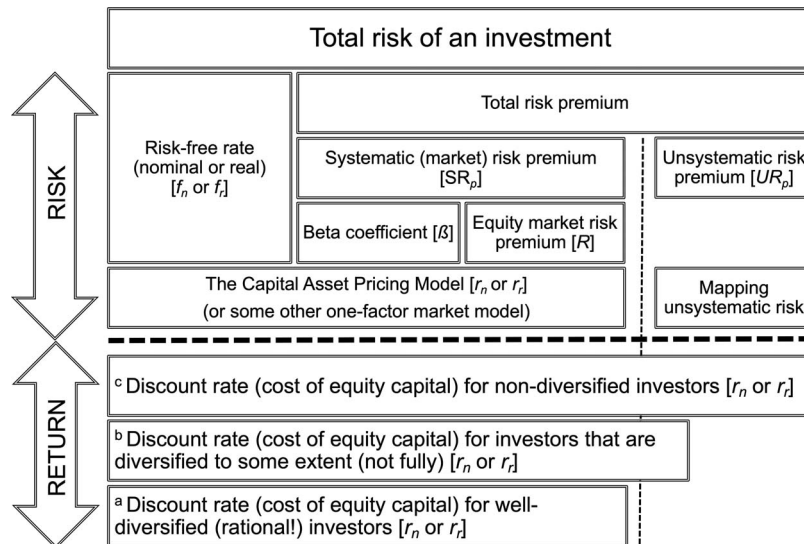 Total risk of an investment
RISK
Risk-free rate
(nominal or real)
[fn or fr]
Total risk premium
Systematic (market) risk premium
[SRp]
Unsystematic risk
premium [URp]
Beta coefficient [ß]
Equity market risk
premium [R]
The Capital Asset Pricing Model [rn or rr]
(or some other one-factor market model)
Mapping
unsystematic risk
RETURN
c Discount rate (cost of equity capital) for non-diversified investors [rn or rr]
b Discount rate (cost of equity capital) for investors that are
diversified to some extent (not fully) [rn or rr]
a Discount rate (cost of equity capital) for well-
diversified (rational!) investors [rn or rr]